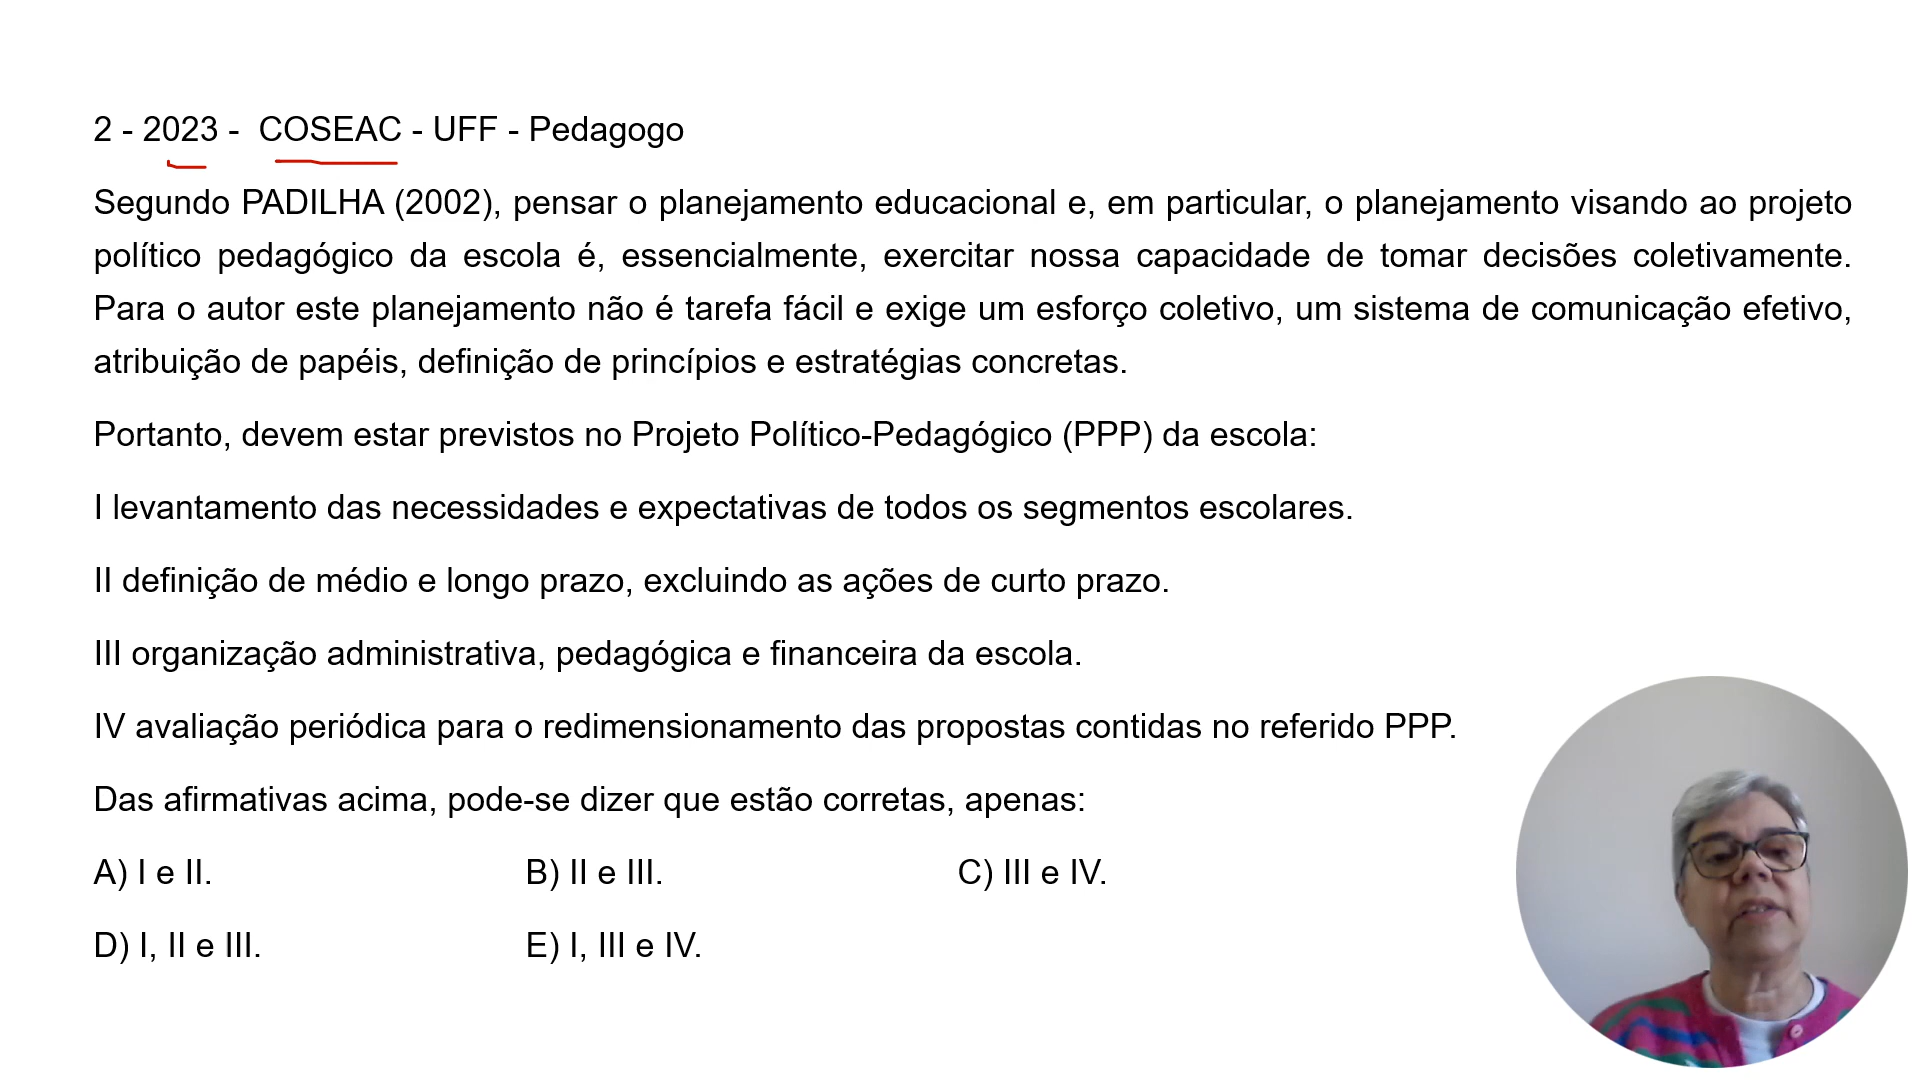 2 - 2023 -  COSEAC - UFF - Pedagogo
Segundo PADILHA (2002), pensar o planejamento educacional e, em particular, o planejamento visando ao projeto
político pedagógico da escola é, essencialmente, exercitar nossa capacidade de tomar decisões coletivamente.
Para o autor este planejamento não é tarefa fácil e exige um esforço coletivo, um sistema de comunicação efetivo,
atribuição de papéis, definição de princípios e estratégias concretas.
Portanto, devem estar previstos no Projeto Político-Pedagógico (PPP) da escola:
I levantamento das necessidades e expectativas de todos os segmentos escolares.
II definição de médio e longo prazo, excluindo as ações de curto prazo.
III organização administrativa, pedagógica e financeira da escola.
IV avaliação periódica para o redimensionamento das propostas contidas no referido PPP.
Das afirmativas acima, pode-se dizer que estão corretas, apenas:
A) I e II. B) II e III. C) III e IV.
D) I, II e III. E) I, III e IV.